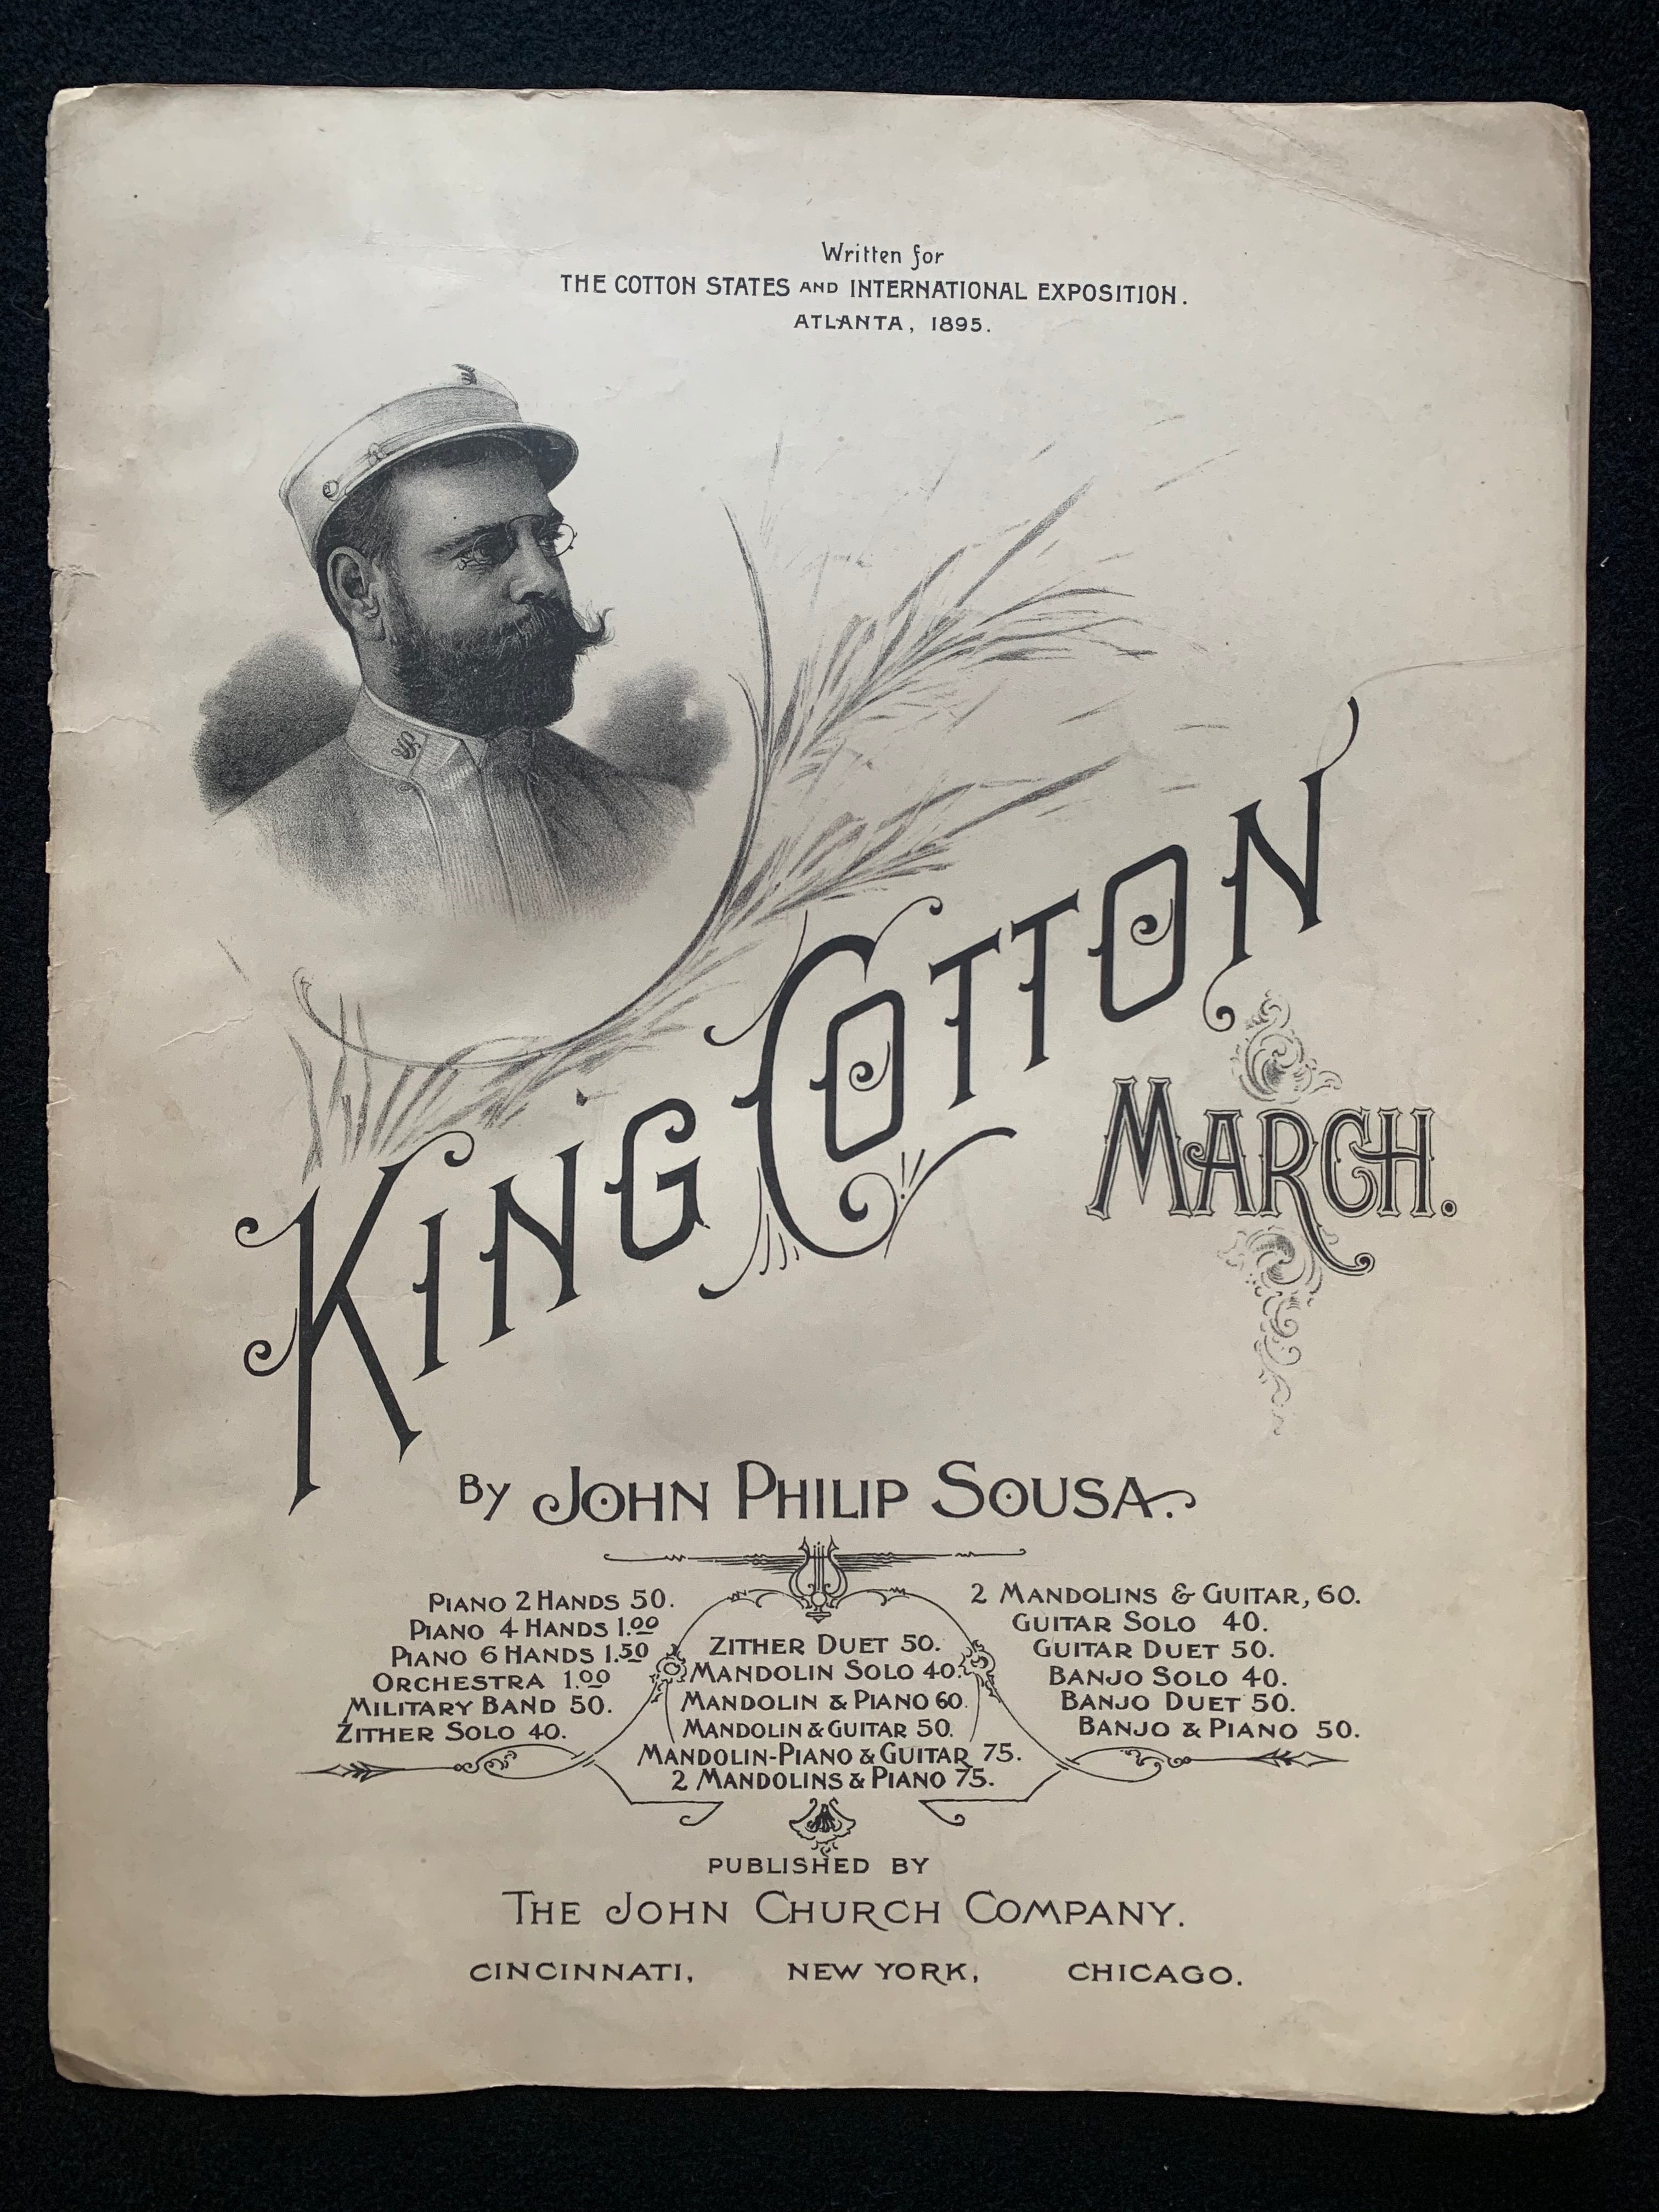 Written for
THE COTTON STATES AND INTERNATIONAL EXPOSITION.
ATLANTA, 1895.
KING COTTON
MARCH.
BY JOHN PHILIP SOUSA.
PIANO 2 HANDS 50.
PIANO 4 HANDS 1.00
PIANO 6 HANDS 1.50
ORCHESTRA 1.00
MILITARY BAND 50.
ZITHER SOLO 40.
ZITHER DUET 50.
MANDOLIN SOLO 40.
MANDOLIN & PIANO 60.
MANDOLIN & GUITAR 50.
MANDOLIN-PIANO & GUITAR 75.
2 MANDOLINS & PIANO 75.
2 MANDOLINS & GUITAR, 60.
GUITAR SOLO 40.
GUITAR DUET 50.
BANJO SOLO 40.
BANJO DUET 50.
BANJO & PIANO 50.
PUBLISHED BY
THE JOHN CHURCH COMPANY.
CINCINNATI, NEW YORK, CHICAGO.